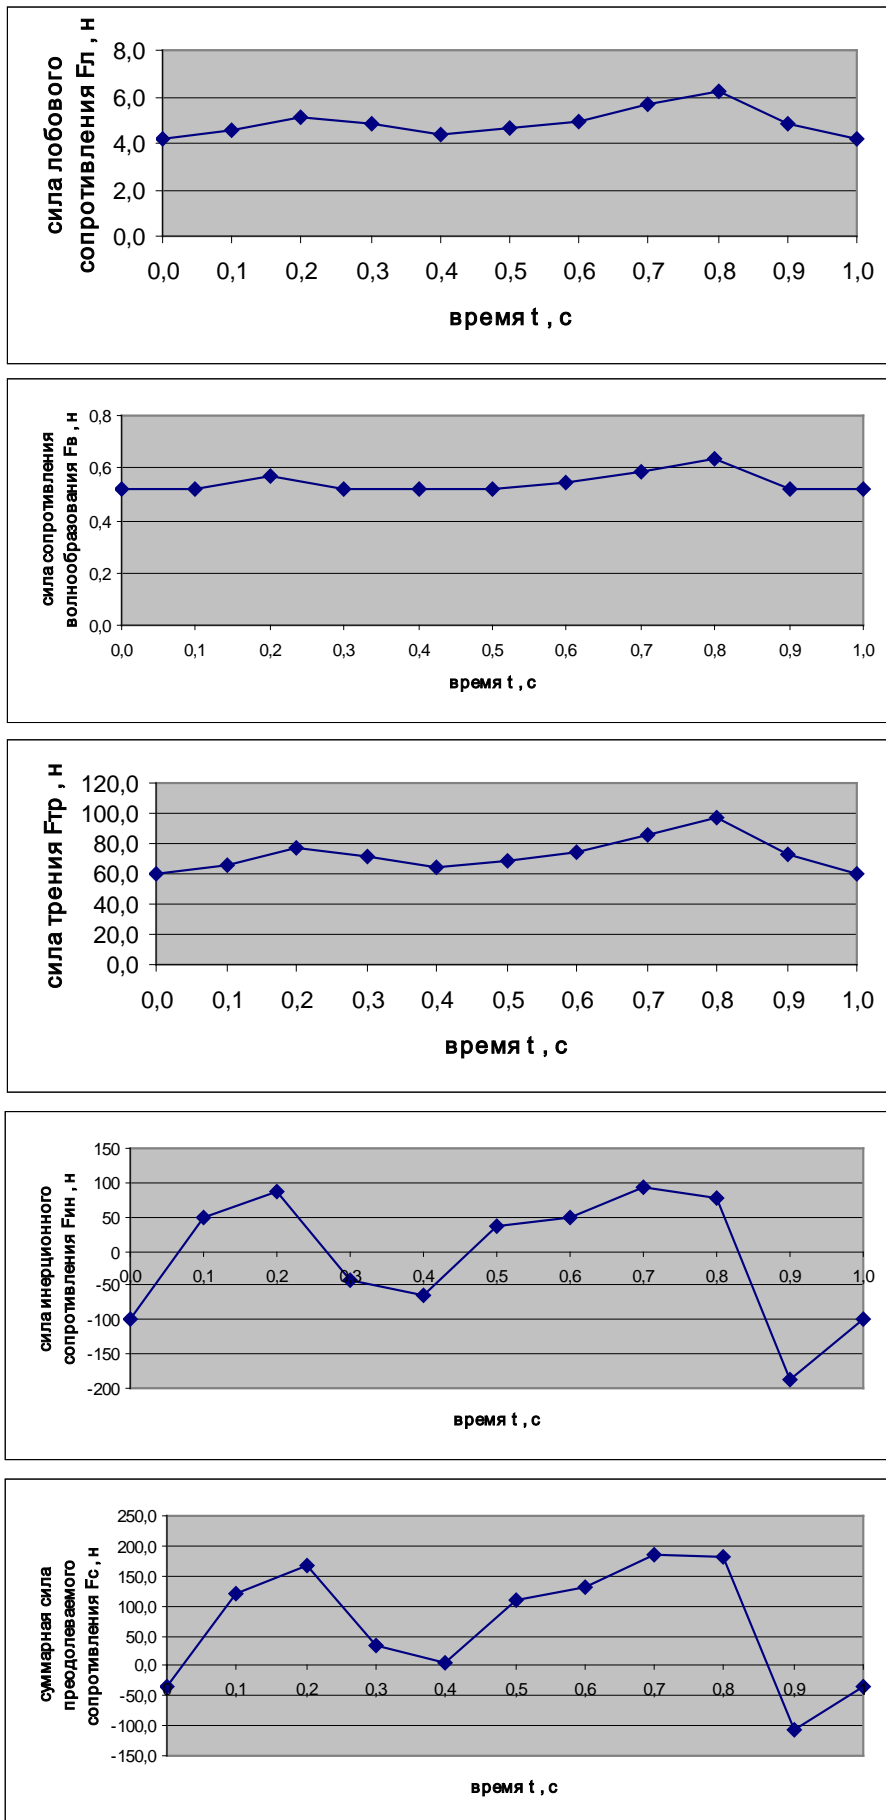 сила лобового
сопротивления Fл , н
8,0
6,0
4,0
2,0
0,0
0,0 0,1 0,2 0,3 0,4 0,5 0,6 0,7 0,8 0,9 1,0
время t , с
сила сопротивления
волнообразования Fв , н
0,8
0,6
0,4
0,2
0,0
0,0 0,1 0,2 0,3 0,4 0,5 0,6 0,7 0,8 0,9 1,0
время t , с
сила трения Fтр , н
120,0
100,0
80,0
60,0
40,0
20,0
0,0
0,0 0,1 0,2 0,3 0,4 0,5 0,6 0,7 0,8 0,9 1,0
время t , с
сила инерционного
сопротивления Fин , н
150
100
50
0
-50
-100
-150
-200
0,0 0,1 0,2 0,3 0,4 0,5 0,6 0,7 0,8 0,9 1,0
время t , с
суммарная сила
преодолеваемого
сопротивления Fс , н
250,0
200,0
150,0
100,0
50,0
0,0
-50,0
-100,0
-150,0
0,1 0,2 0,3 0,4 0,5 0,6 0,7 0,8 0,9 1,0
время t , с